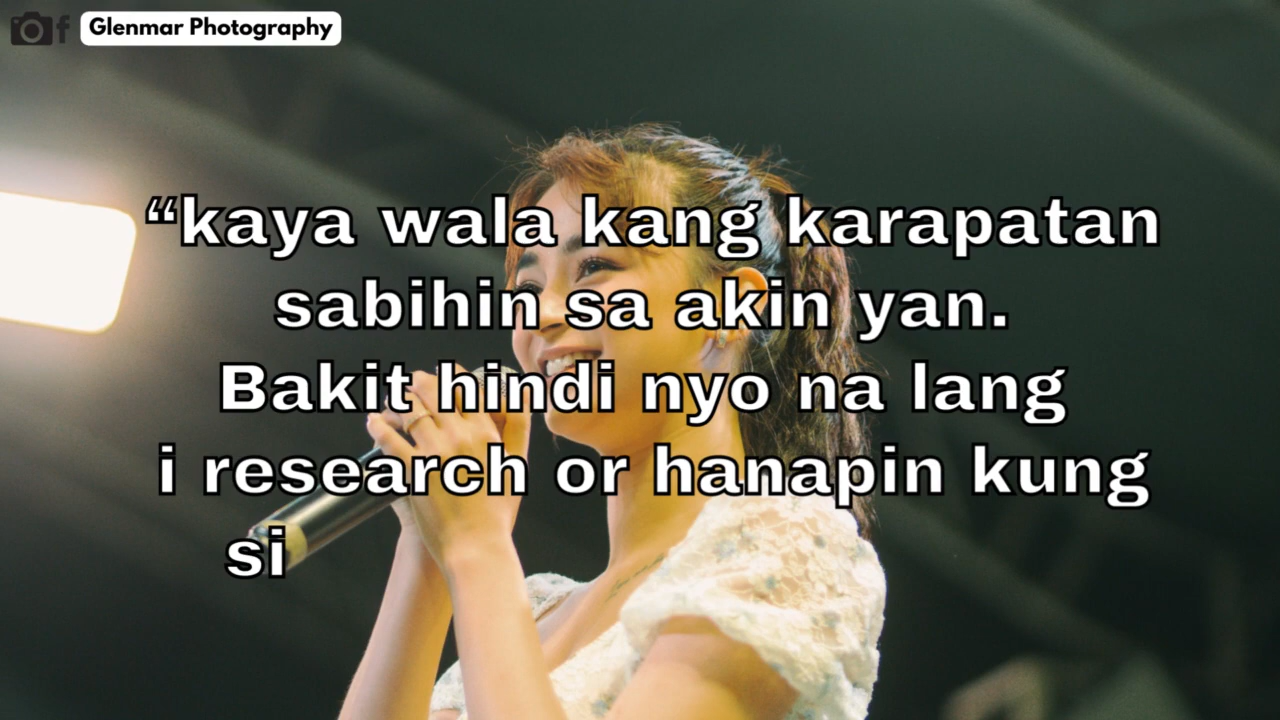 Glenmar Photography
“kaya wala kang karapatan
sabihin sa akin yan.
Bakit hindi nyo na lang
i research or hanapin kung
si